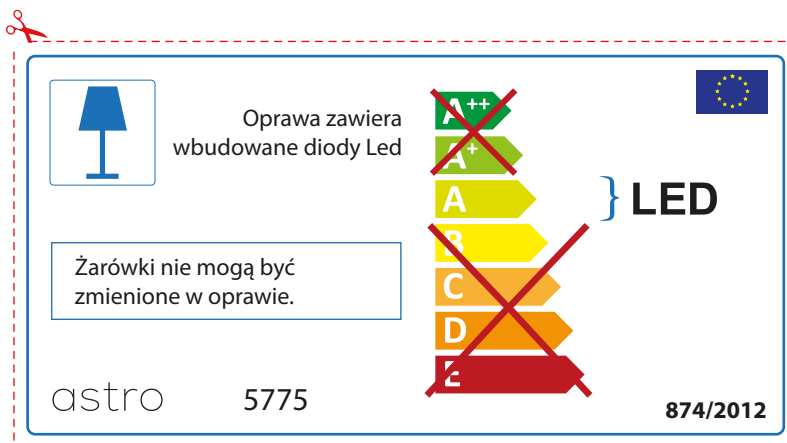 Oprawa zawiera
wbudowane diody Led
A++
A+
A
B
C
D
E
LED
Żarówki nie mogą być
zmienione w oprawie.
astro
5775
874/2012